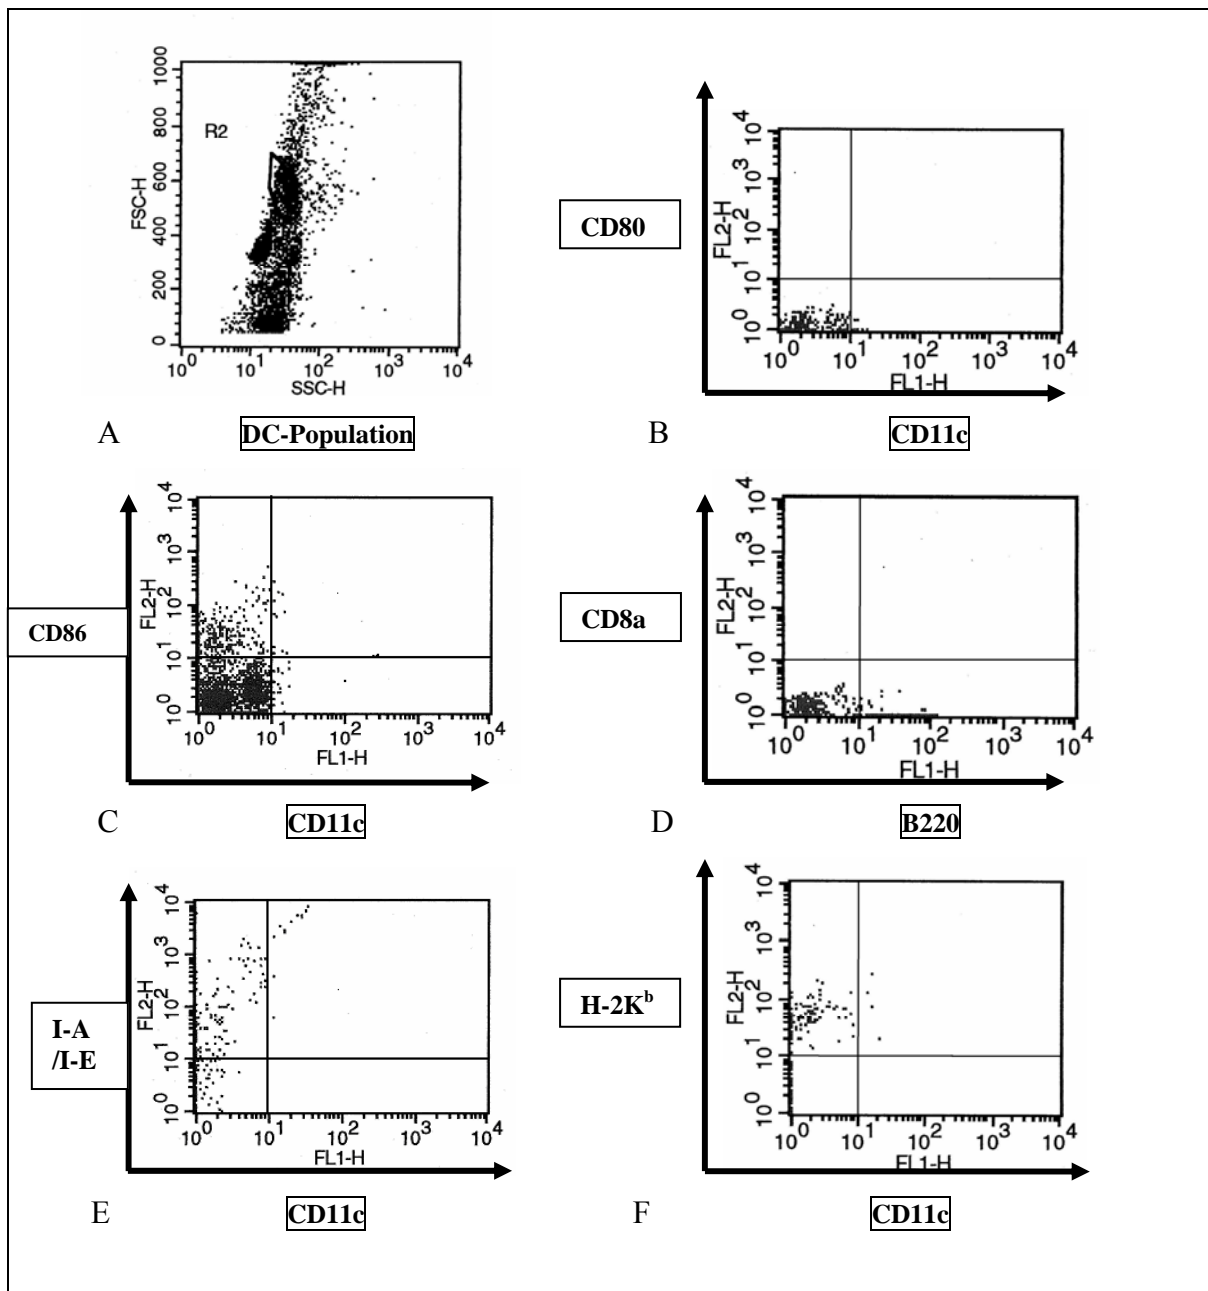 1000
800
600
400
200
0
FSC-H
R2
10^0 10^1 10^2 10^3 10^4
SSC-H
A
DC-Population
CD80
10^4
10^3
10^2
10^1
10^0
FL2-H
10^0 10^1 10^2 10^3 10^4
FL1-H
B
CD11c
CD86
10^4
10^3
10^2
10^1
10^0
FL2-H
10^0 10^1 10^2 10^3 10^4
FL1-H
C
CD11c
CD8a
10^4
10^3
10^2
10^1
10^0
FL2-H
10^0 10^1 10^2 10^3 10^4
FL1-H
D
B220
I-A
/I-E
10^4
10^3
10^2
10^1
10^0
FL2-H
10^0 10^1 10^2 10^3 10^4
FL1-H
E
CD11c
H-2K^b
10^4
10^3
10^2
10^1
10^0
FL2-H
10^0 10^1 10^2 10^3 10^4
FL1-H
F
CD11c